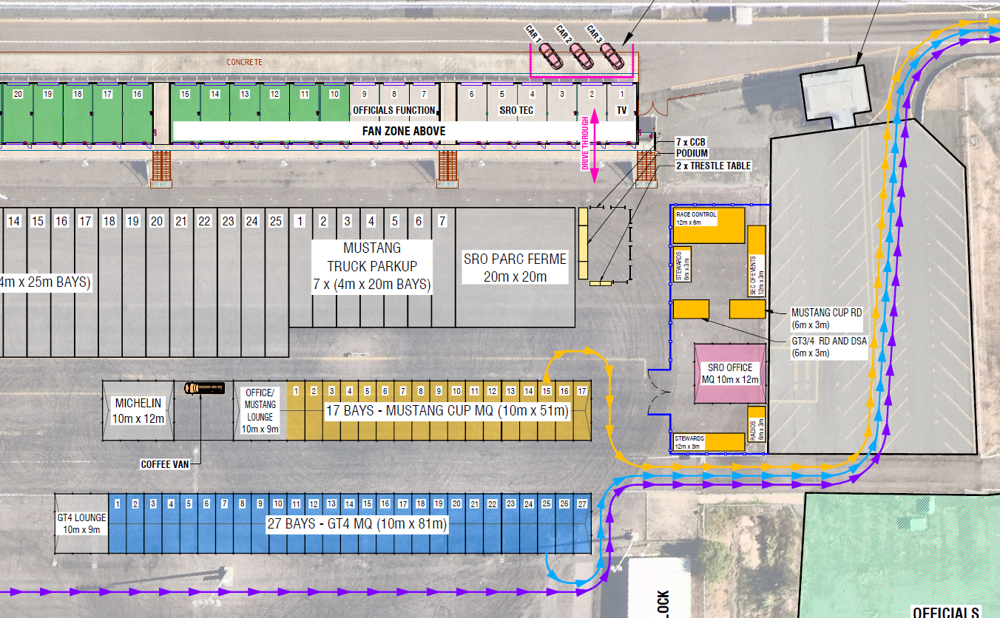 CAR 1
CAR 2
CAR 3
CONCRETE
20 19 18 17 16
15 14 13 12 11 10 9 8 7
6 5 4 3 2 1
OFFICIALS FUNCTION
SRO TEC
TV
FAN ZONE ABOVE
DRIVE THROUGH
7 x CCB
PODIUM
2 x TRESTLE TABLE
14 15 16 17 18 19 20 21 22 23 24 25
1 2 3 4 5 6 7
4m x 25m BAYS)
MUSTANG
TRUCK PARKUP
7 x (4m x 20m BAYS)
SRO PARC FERME
20m x 20m
RACE CONTROL
12m x 6m
STEWARDS
6m x 3m
SEC OF EVENTS
12m x 3m
MUSTANG CUP RD
(6m x 3m)
GT3/4 RD AND DSA
(6m x 3m)
SRO OFFICE
MQ 10m x 12m
RADIOS
6m x 3m
STEWARDS
12m x 3m
MICHELIN
10m x 12m
OFFICE/
MUSTANG
LOUNGE
10m x 9m
1 2 3 4 5 6 7 8 9 10 11 12 13 14 15 16 17
17 BAYS - MUSTANG CUP MQ (10m x 51m)
COFFEE VAN
GT4 LOUNGE
10m x 9m
1 2 3 4 5 6 7 8 9 10 11 12 13 14 15 16 17 18 19 20 21 22 23 24 25 26 27
27 BAYS - GT4 MQ (10m x 81m)
LOCK
OFFICIALS